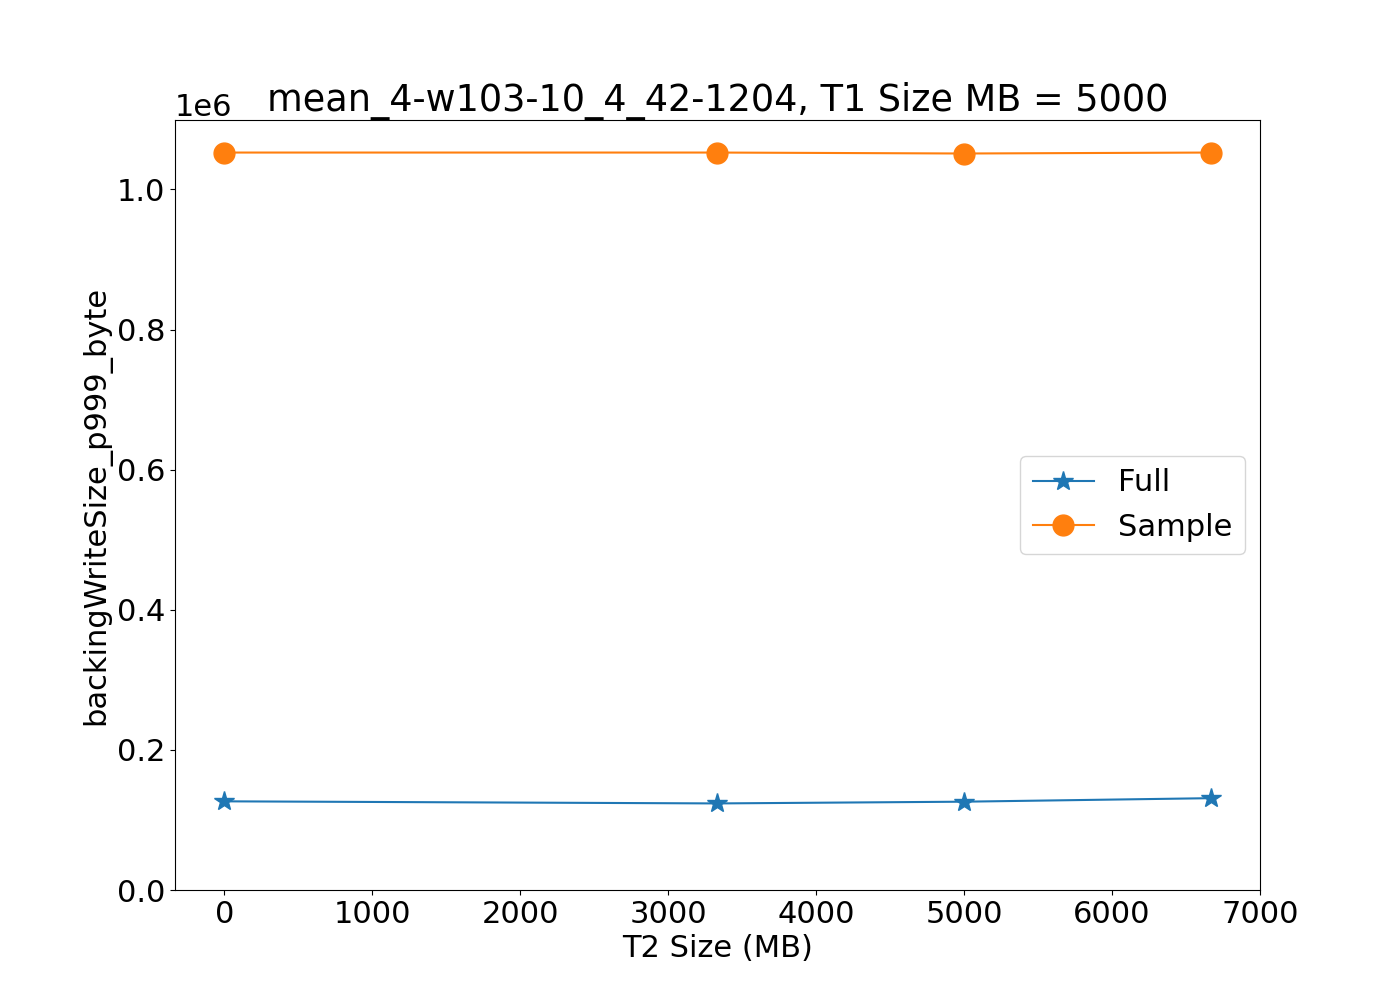 mean_4-w103-10_4_42-1204, T1 Size MB = 5000
1e6
1.0
0.8
0.6
0.4
0.2
0.0
backingWriteSize_p999_byte
Full
Sample
0 1000 2000 3000 4000 5000 6000 7000
T2 Size (MB)